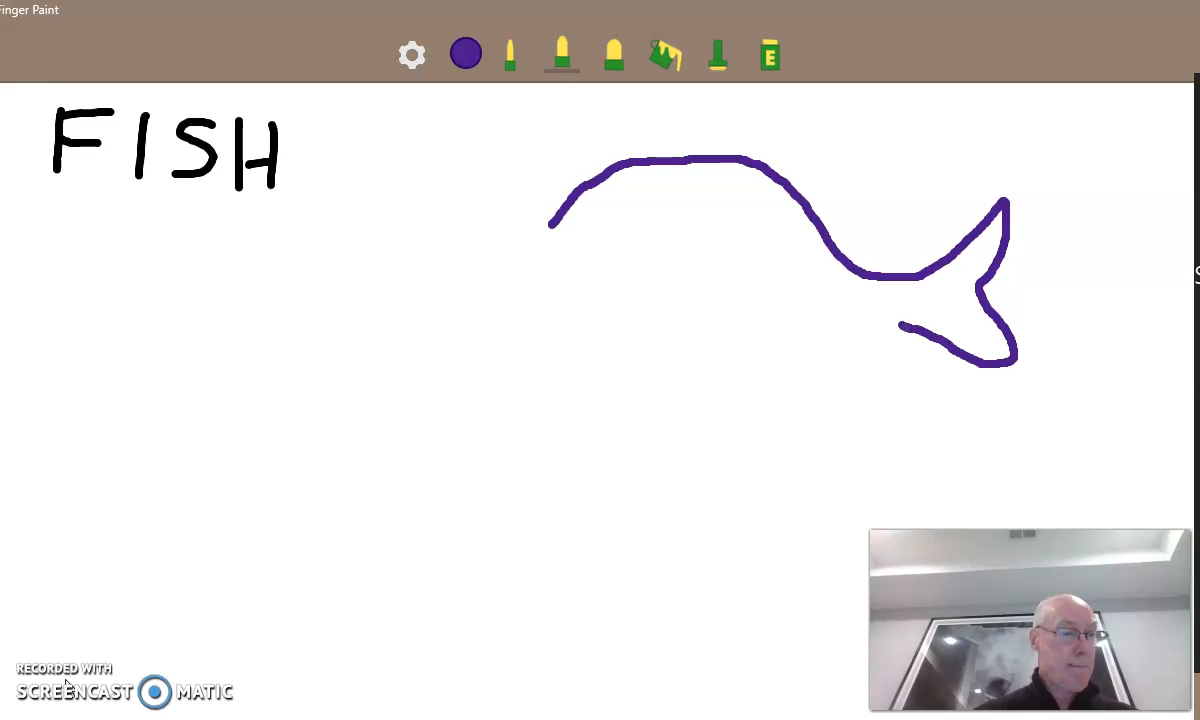 Finger Paint
E
FISH
S
RECORDED WITH
SCREENCAST MATIC